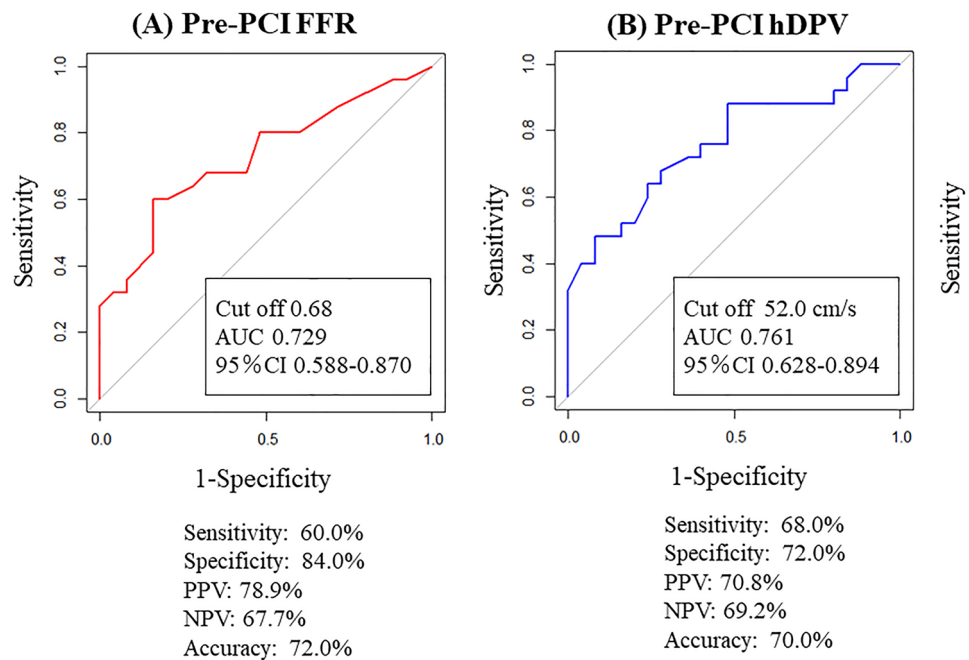 (A) Pre-PCI FFR
Sensitivity
1.0
0.8
0.6
0.4
0.2
0.0
Cut off 0.68
AUC 0.729
95%CI 0.588-0.870
0.0 0.5 1.0
1-Specificity
Sensitivity: 60.0%
Specificity: 84.0%
PPV: 78.9%
NPV: 67.7%
Accuracy: 72.0%
(B) Pre-PCI hDPV
Sensitivity
1.0
0.8
0.6
0.4
0.2
0.0
Cut off 52.0 cm/s
AUC 0.761
95%CI 0.628-0.894
0.0 0.5 1.0
1-Specificity
Sensitivity: 68.0%
Specificity: 72.0%
PPV: 70.8%
NPV: 69.2%
Accuracy: 70.0%
Sensitivity